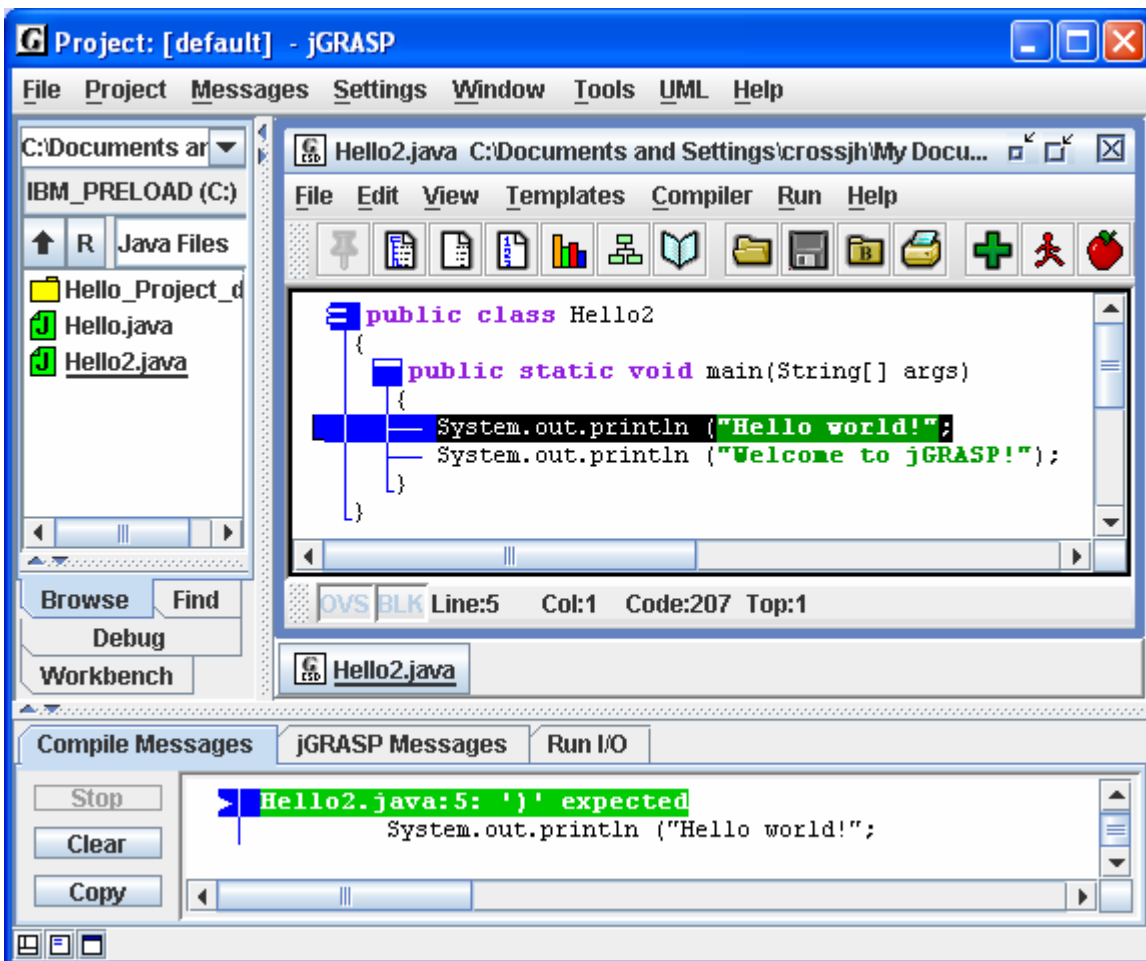 G Project: [default] - jGRASP
File Project Messages Settings Window Tools UML Help
C:\Documents ar
IBM_PRELOAD (C:)
R Java Files
Hello_Project_d
J Hello.java
J Hello2.java
Browse Find
Debug
Workbench
G CSD Hello2.java C:\Documents and Settings\crossjh\My Docu...
File Edit View Templates Compiler Run Help
B
public class Hello2
{
public static void main(String[] args)
{
System.out.println ("Hello world!";
System.out.println ("Welcome to jGRASP!");
}
}
OVS BLK Line:5 Col:1 Code:207 Top:1
G CSD Hello2.java
Compile Messages jGRASP Messages Run I/O
Stop
Clear
Copy
Hello2.java:5: ')' expected
System.out.println ("Hello world!";